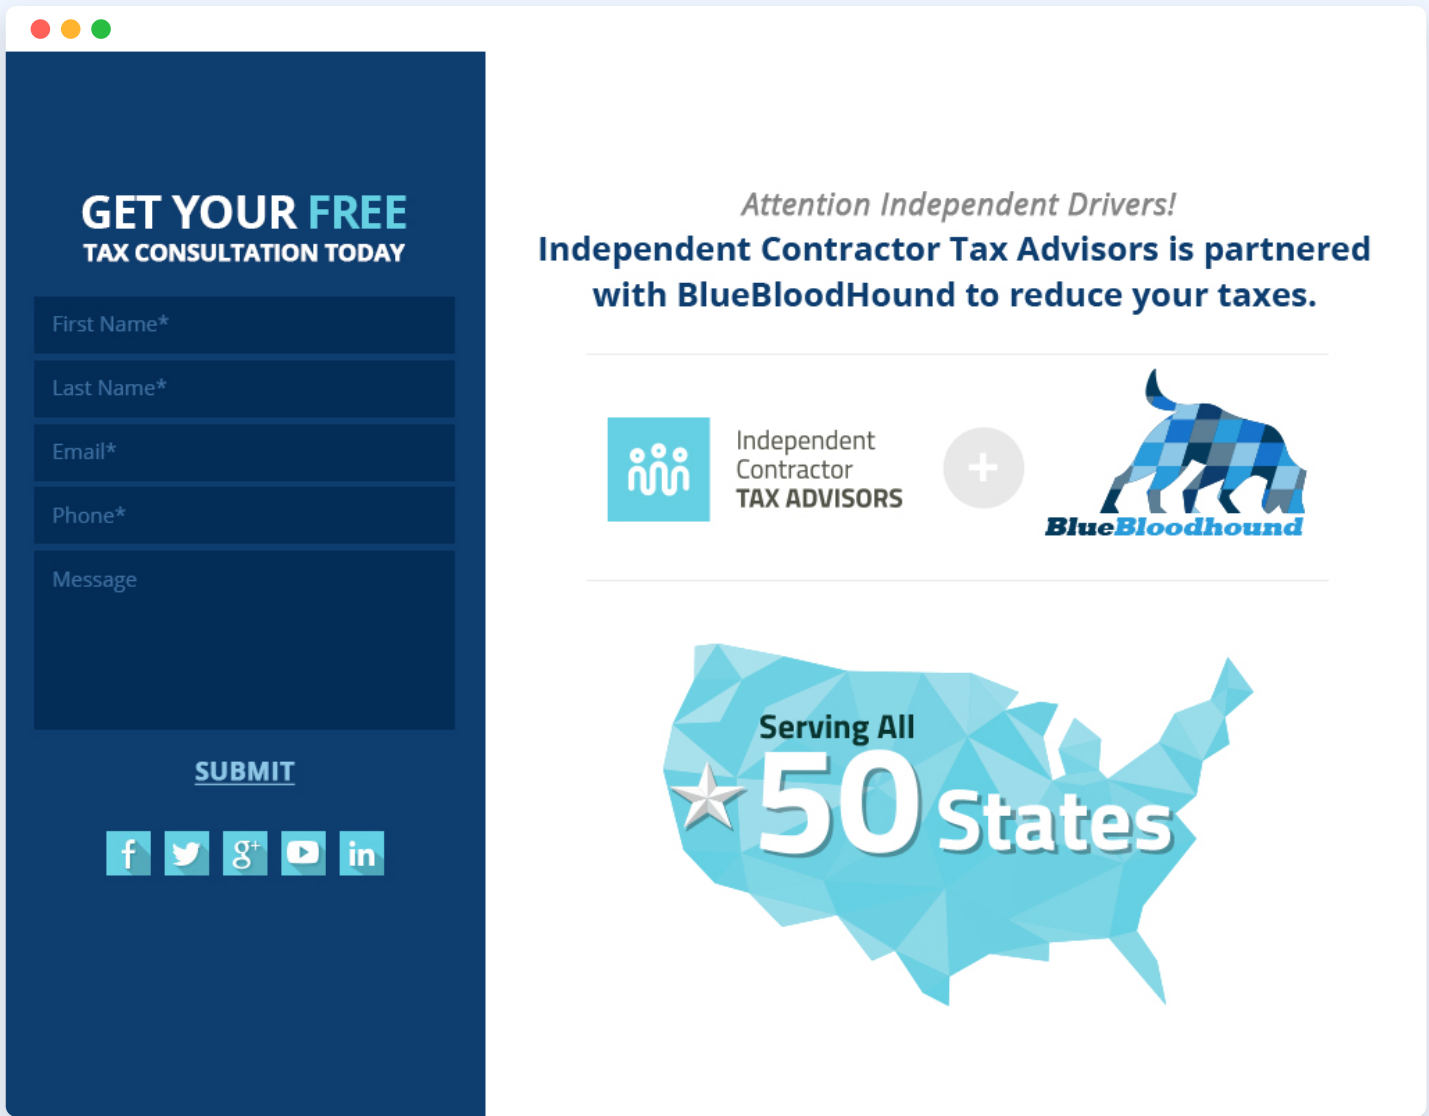 GET YOUR FREE
TAX CONSULTATION TODAY
First Name*
Last Name*
Email*
Phone*
Message
SUBMIT
f
g+
in
Attention Independent Drivers!
Independent Contractor Tax Advisors is partnered
with BlueBloodHound to reduce your taxes.
Independent
Contractor
TAX ADVISORS
+
BlueBloodhound
Serving All
50 States